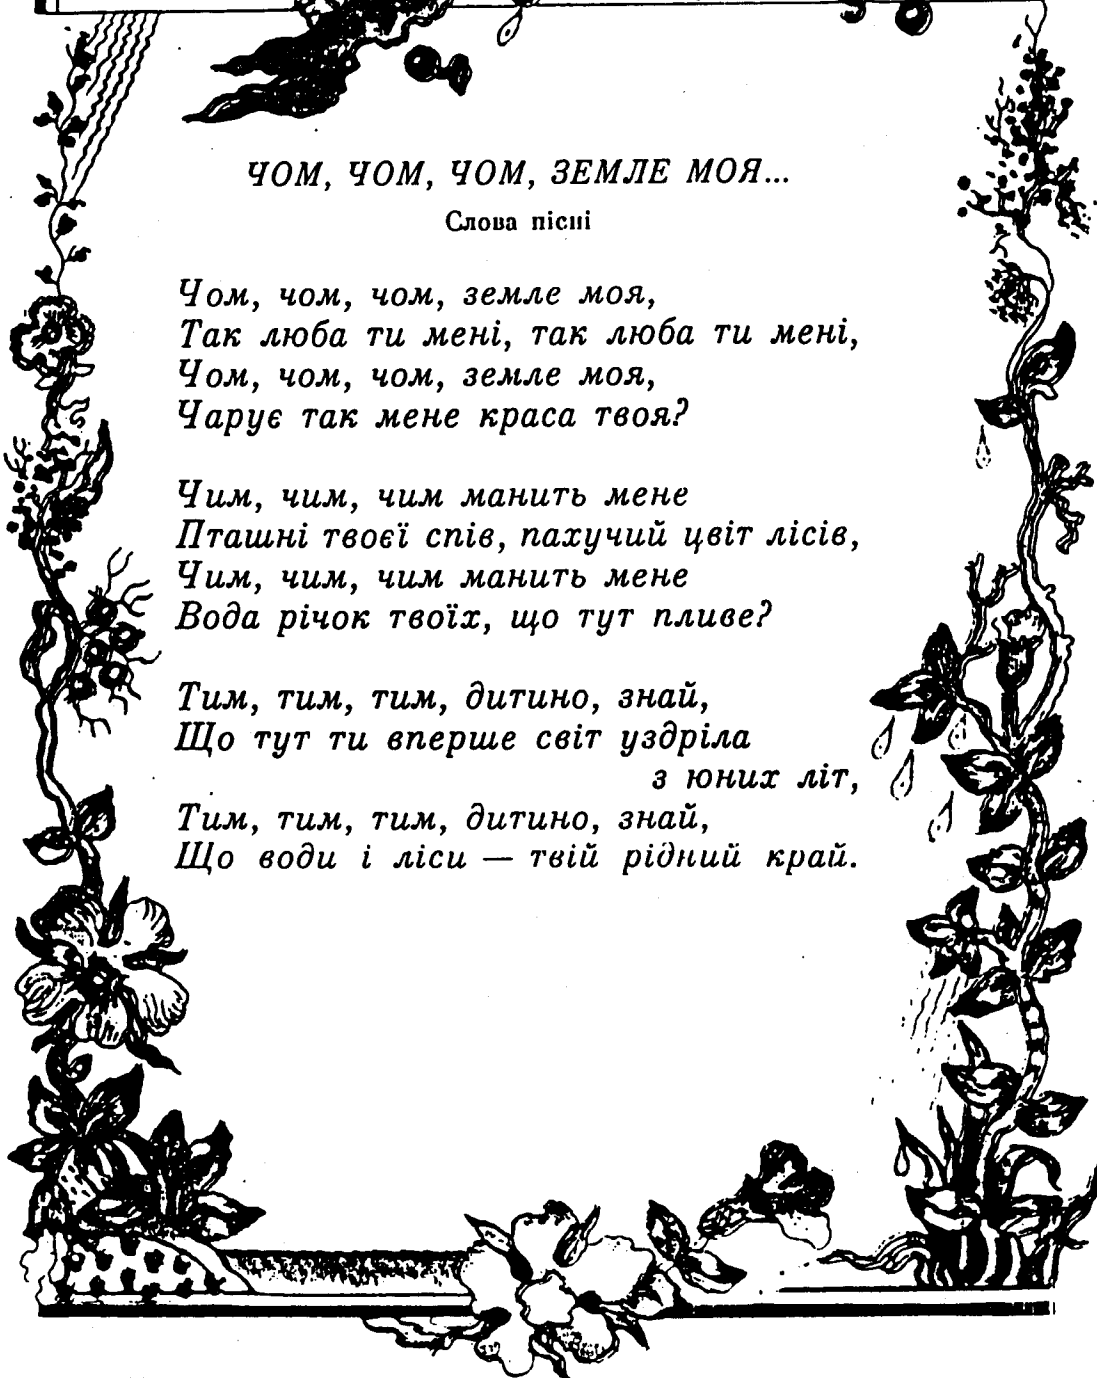 ЧОМ, ЧОМ, ЧОМ, ЗЕМЛЕ МОЯ...
Слова пісні
Чом, чом, чом, земле моя,
Так люба ти мені, так люба ти мені,
Чом, чом, чом, земле моя,
Чарує так мене краса твоя?
Чим, чим, чим манить мене
Пташні твоєї спів, пахучий цвіт лісів,
Чим, чим, чим манить мене
Вода річок твоїх, що тут пливе?
Тим, тим, тим, дитино, знай,
Що тут ти вперше світ уздріла
з юних літ,
Тим, тим, тим, дитино, знай,
Що води і ліси — твій рідний край.